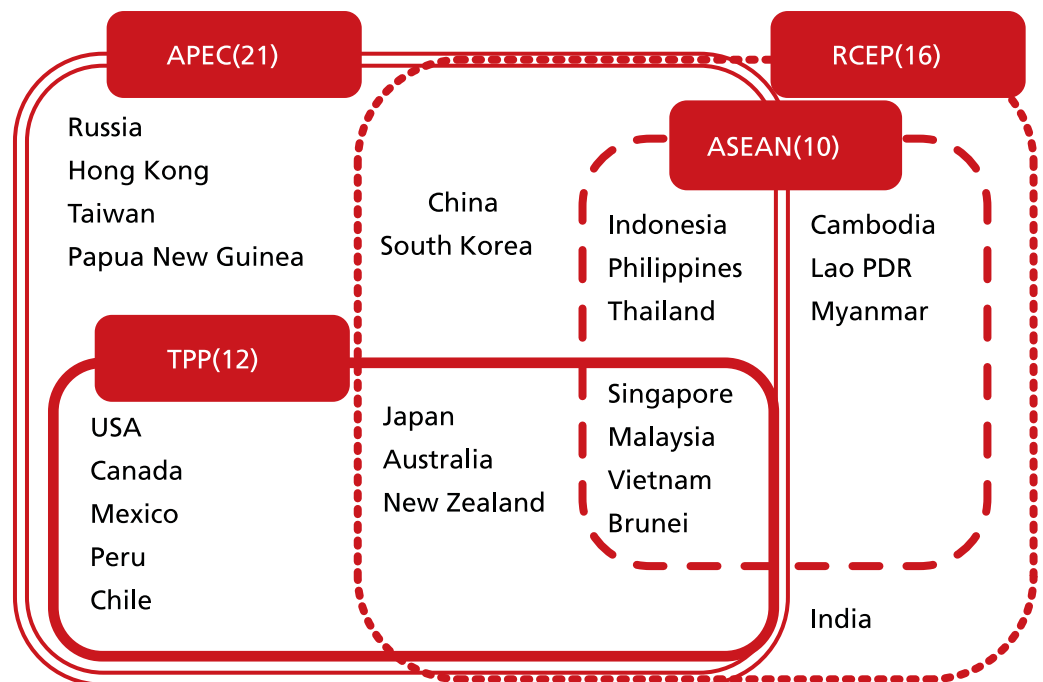 APEC(21)
RCEP(16)
ASEAN(10)
Russia
Hong Kong
Taiwan
Papua New Guinea
China
South Korea
Indonesia
Philippines
Thailand
Cambodia
Lao PDR
Myanmar
TPP(12)
USA
Canada
Mexico
Peru
Chile
Japan
Australia
New Zealand
Singapore
Malaysia
Vietnam
Brunei
India